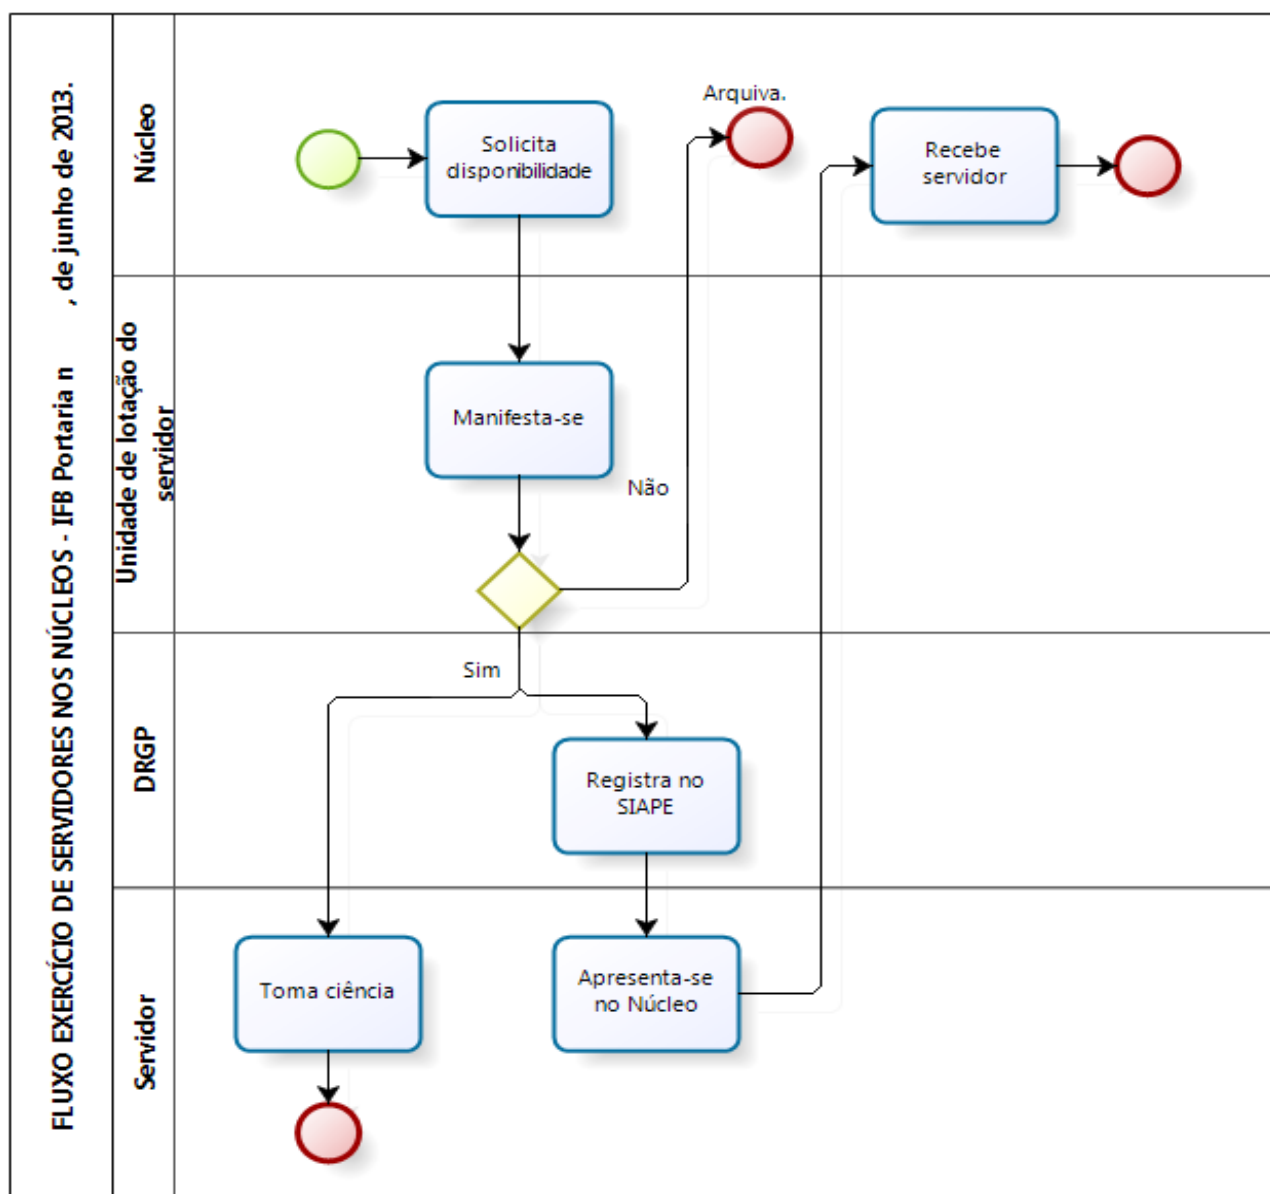 FLUXO EXERCÍCIO DE SERVIDORES NOS NÚCLEOS - IFB Portaria n      , de junho de 2013.
Núcleo
Solicita
disponibilidade
Arquiva.
Recebe
servidor
Unidade de lotação do
servidor
Manifesta-se
Não
DRGP
Sim
Registra no
SIAPE
Servidor
Toma ciência
Apresenta-se
no Núcleo